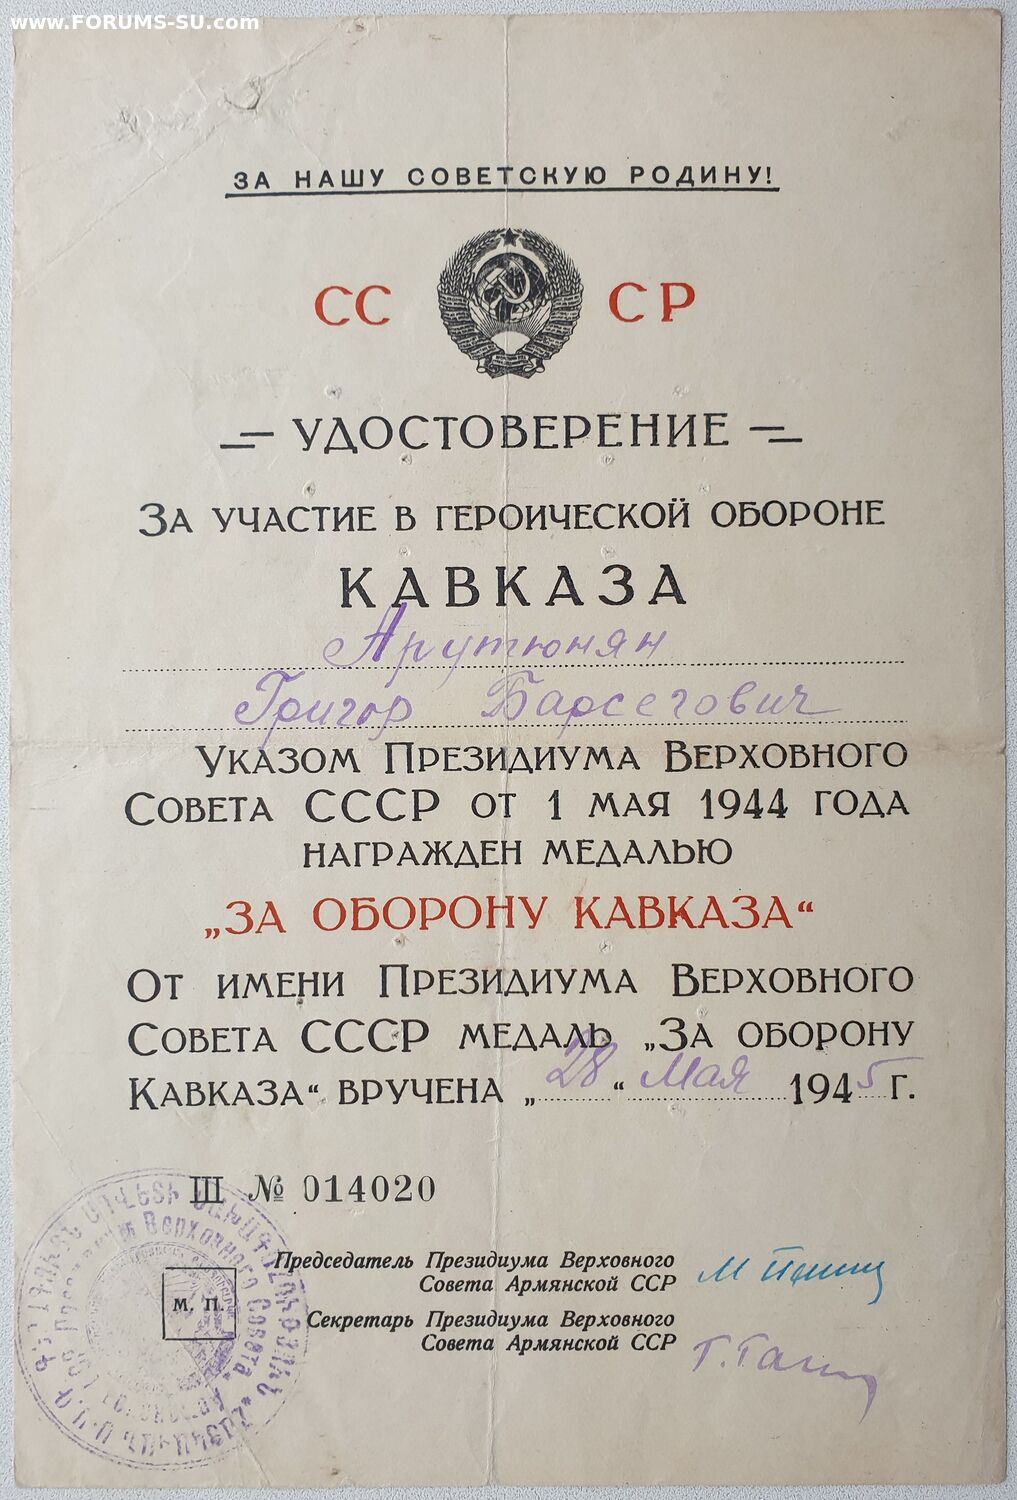 www.FORUMS-SU.com
ЗА НАШУ СОВЕТСКУЮ РОДИНУ!
СС СР
УДОСТОВЕРЕНИЕ
ЗА УЧАСТИЕ В ГЕРОИЧЕСКОЙ ОБОРОНЕ
КАВКАЗА
Арутюнян
Григор Барсегович
УКАЗОМ ПРЕЗИДИУМА ВЕРХОВНОГО
СОВЕТА СССР ОТ 1 МАЯ 1944 ГОДА
НАГРАЖДЕН МЕДАЛЬЮ
„ЗА ОБОРОНУ КАВКАЗА“
ОТ ИМЕНИ ПРЕЗИДИУМА ВЕРХОВНОГО
СОВЕТА СССР МЕДАЛЬ „ЗА ОБОРОНУ
КАВКАЗА“ ВРУЧЕНА „28“ Мая 1945 Г.
III № 014020
Председатель Президиума Верховного
Совета Армянской ССР
М. П.
Секретарь Президиума Верховного
Совета Армянской ССР
Верховного Совета